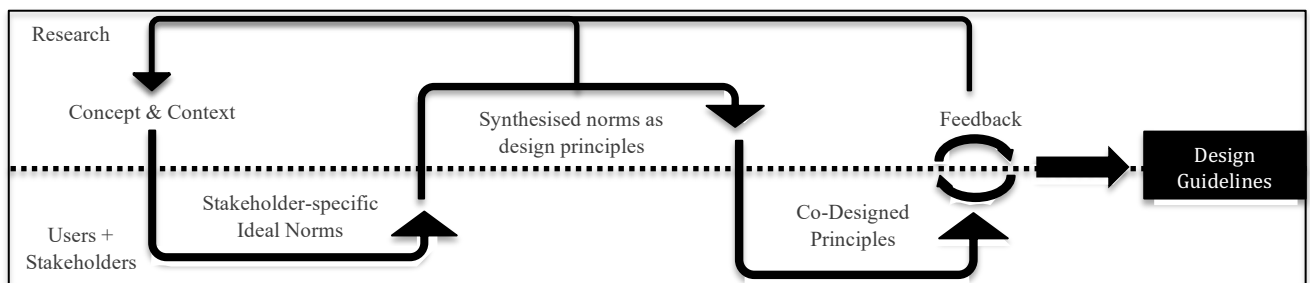 Research
Concept & Context
Synthesised norms as
design principles
Feedback
Design
Guidelines
Stakeholder-specific
Ideal Norms
Co-Designed
Principles
Users +
Stakeholders